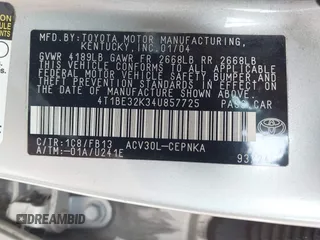 MFD.BY:TOYOTA MOTOR MANUFACTURING,
KENTUCKY,INC.01/04
GVWR 4189LB GAWR FR 2668LB RR 2668LB
THIS VEHICLE CONFORMS TO ALL APPLICABLE
FEDERAL MOTOR VEHICLE SAFETY, BUMPER AND
THEFT PREVENTION STANDARDS IN EFFECT ON
THE DATE OF MANUFACTURE SHOWN ABOVE.
4T1BE32K34U857725
C/TR:1C8/FB13
ACV30L-CEPNKA
A/TM:-01A/U241E
TOYOTA
DREAMBID